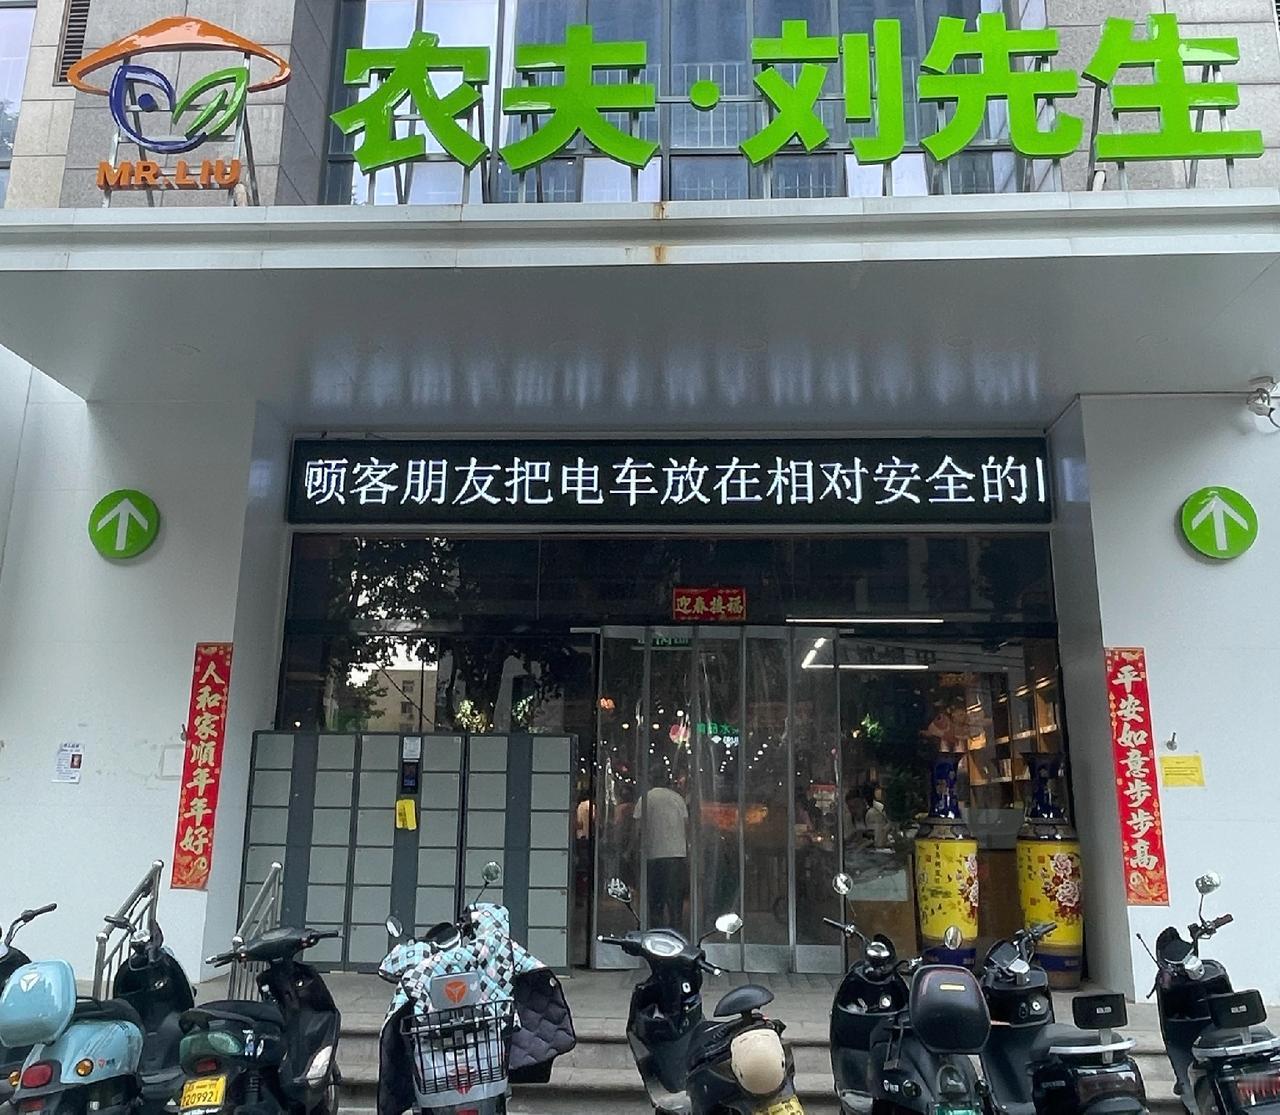 农夫·刘先生
MR.LIU
顾客朋友把电车放在相对安全的
迎春接福
人和家順年年好
平安如意步步高
209921